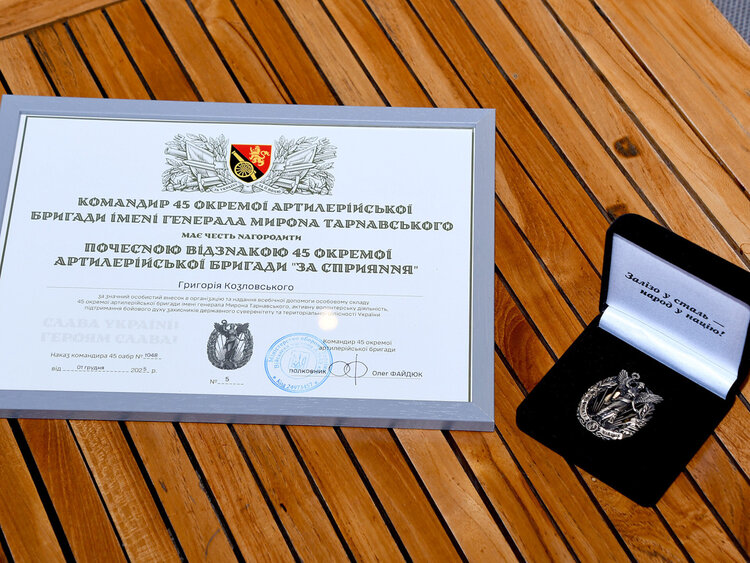 КОМАНДИР 45 ОКРЕМОЇ АРТИЛЕРІЙСЬКОЇ
БРИГАДИ ІМЕНІ ГЕНЕРАЛА МИРОНА ТАРНАВСЬКОГО
МАЄ ЧЕСТЬ НАГОРОДИТИ
ПОЧЕСНОЮ ВІДЗНАКОЮ 45 ОКРЕМОЇ
АРТИЛЕРІЙСЬКОЇ БРИГАДИ "ЗА СПРИЯННЯ"
Григорія Козловського
за значний особистий внесок в організацію та надання всебічної допомоги особовому складу
45 окремої артилерійської бригади імені генерала Мирона Тарнавського, активну волонтерську діяльність,
підтримання бойового духу захисників державного суверенітету та територіальної цілісності України
СЛАВА УКРАЇНІ!
ГЕРОЯМ СЛАВА!
Наказ командира 45 оабр № 1048
від 01 грудня 2023 р.
№ 5
Командир 45 окремої
артилерійської бригади
полковник Олег ФАЙДЮК
Залізо у сталь —
народ у націю!